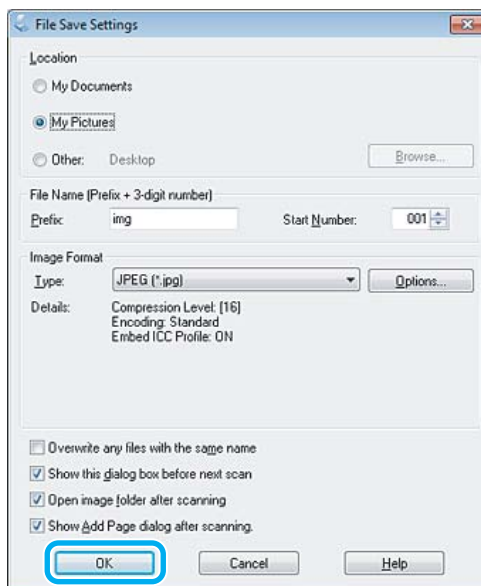 File Save Settings
Location
My Documents
My Pictures
Other: Desktop Browse...
File Name (Prefix + 3-digit number)
Prefix: img Start Number: 001
Image Format
Type: JPEG (*.jpg) Options...
Details: Compression Level: [16]
Encoding: Standard
Embed ICC Profile: ON
Overwrite any files with the same name
Show this dialog box before next scan
Open image folder after scanning
Show Add Page dialog after scanning.
OK Cancel Help